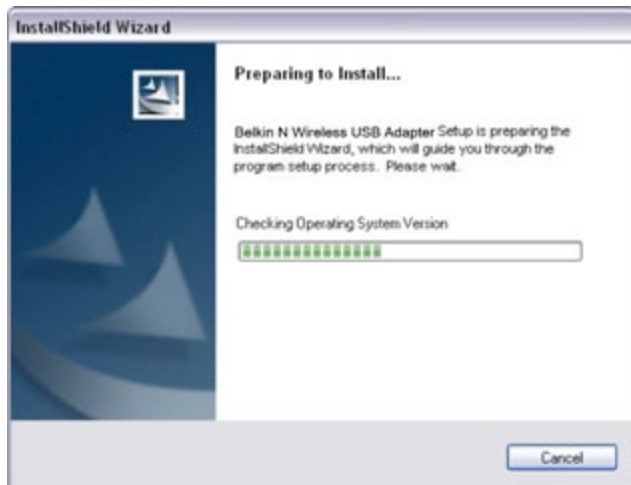 InstallShield Wizard
Preparing to Install...
Belkin N Wireless USB Adapter Setup is preparing the
InstallShield Wizard, which will guide you through the
program setup process. Please wait.
Checking Operating System Version
Cancel